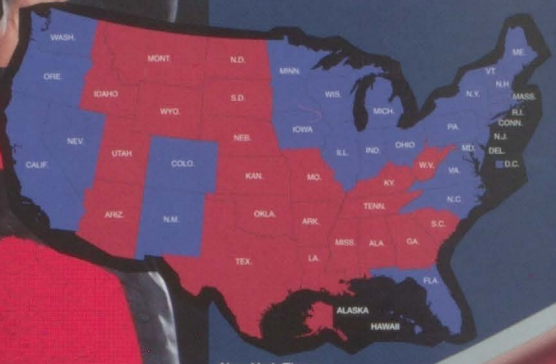 WASH.
ORE.
CALIF.
NEV.
IDAHO
MONT.
WYO.
UTAH
ARIZ.
COLO.
N.M.
N.D.
S.D.
NEB.
KAN.
OKLA.
TEX.
MINN.
IOWA
MO.
ARK.
LA.
WIS.
ILL.
MICH.
IND.
OHIO
KY.
TENN.
MISS.
ALA.
GA.
FLA.
S.C.
N.C.
VA.
W.V.
PA.
N.Y.
VT.
N.H.
ME.
MASS.
R.I.
CONN.
N.J.
DEL.
MD.
D.C.
ALASKA
HAWAII